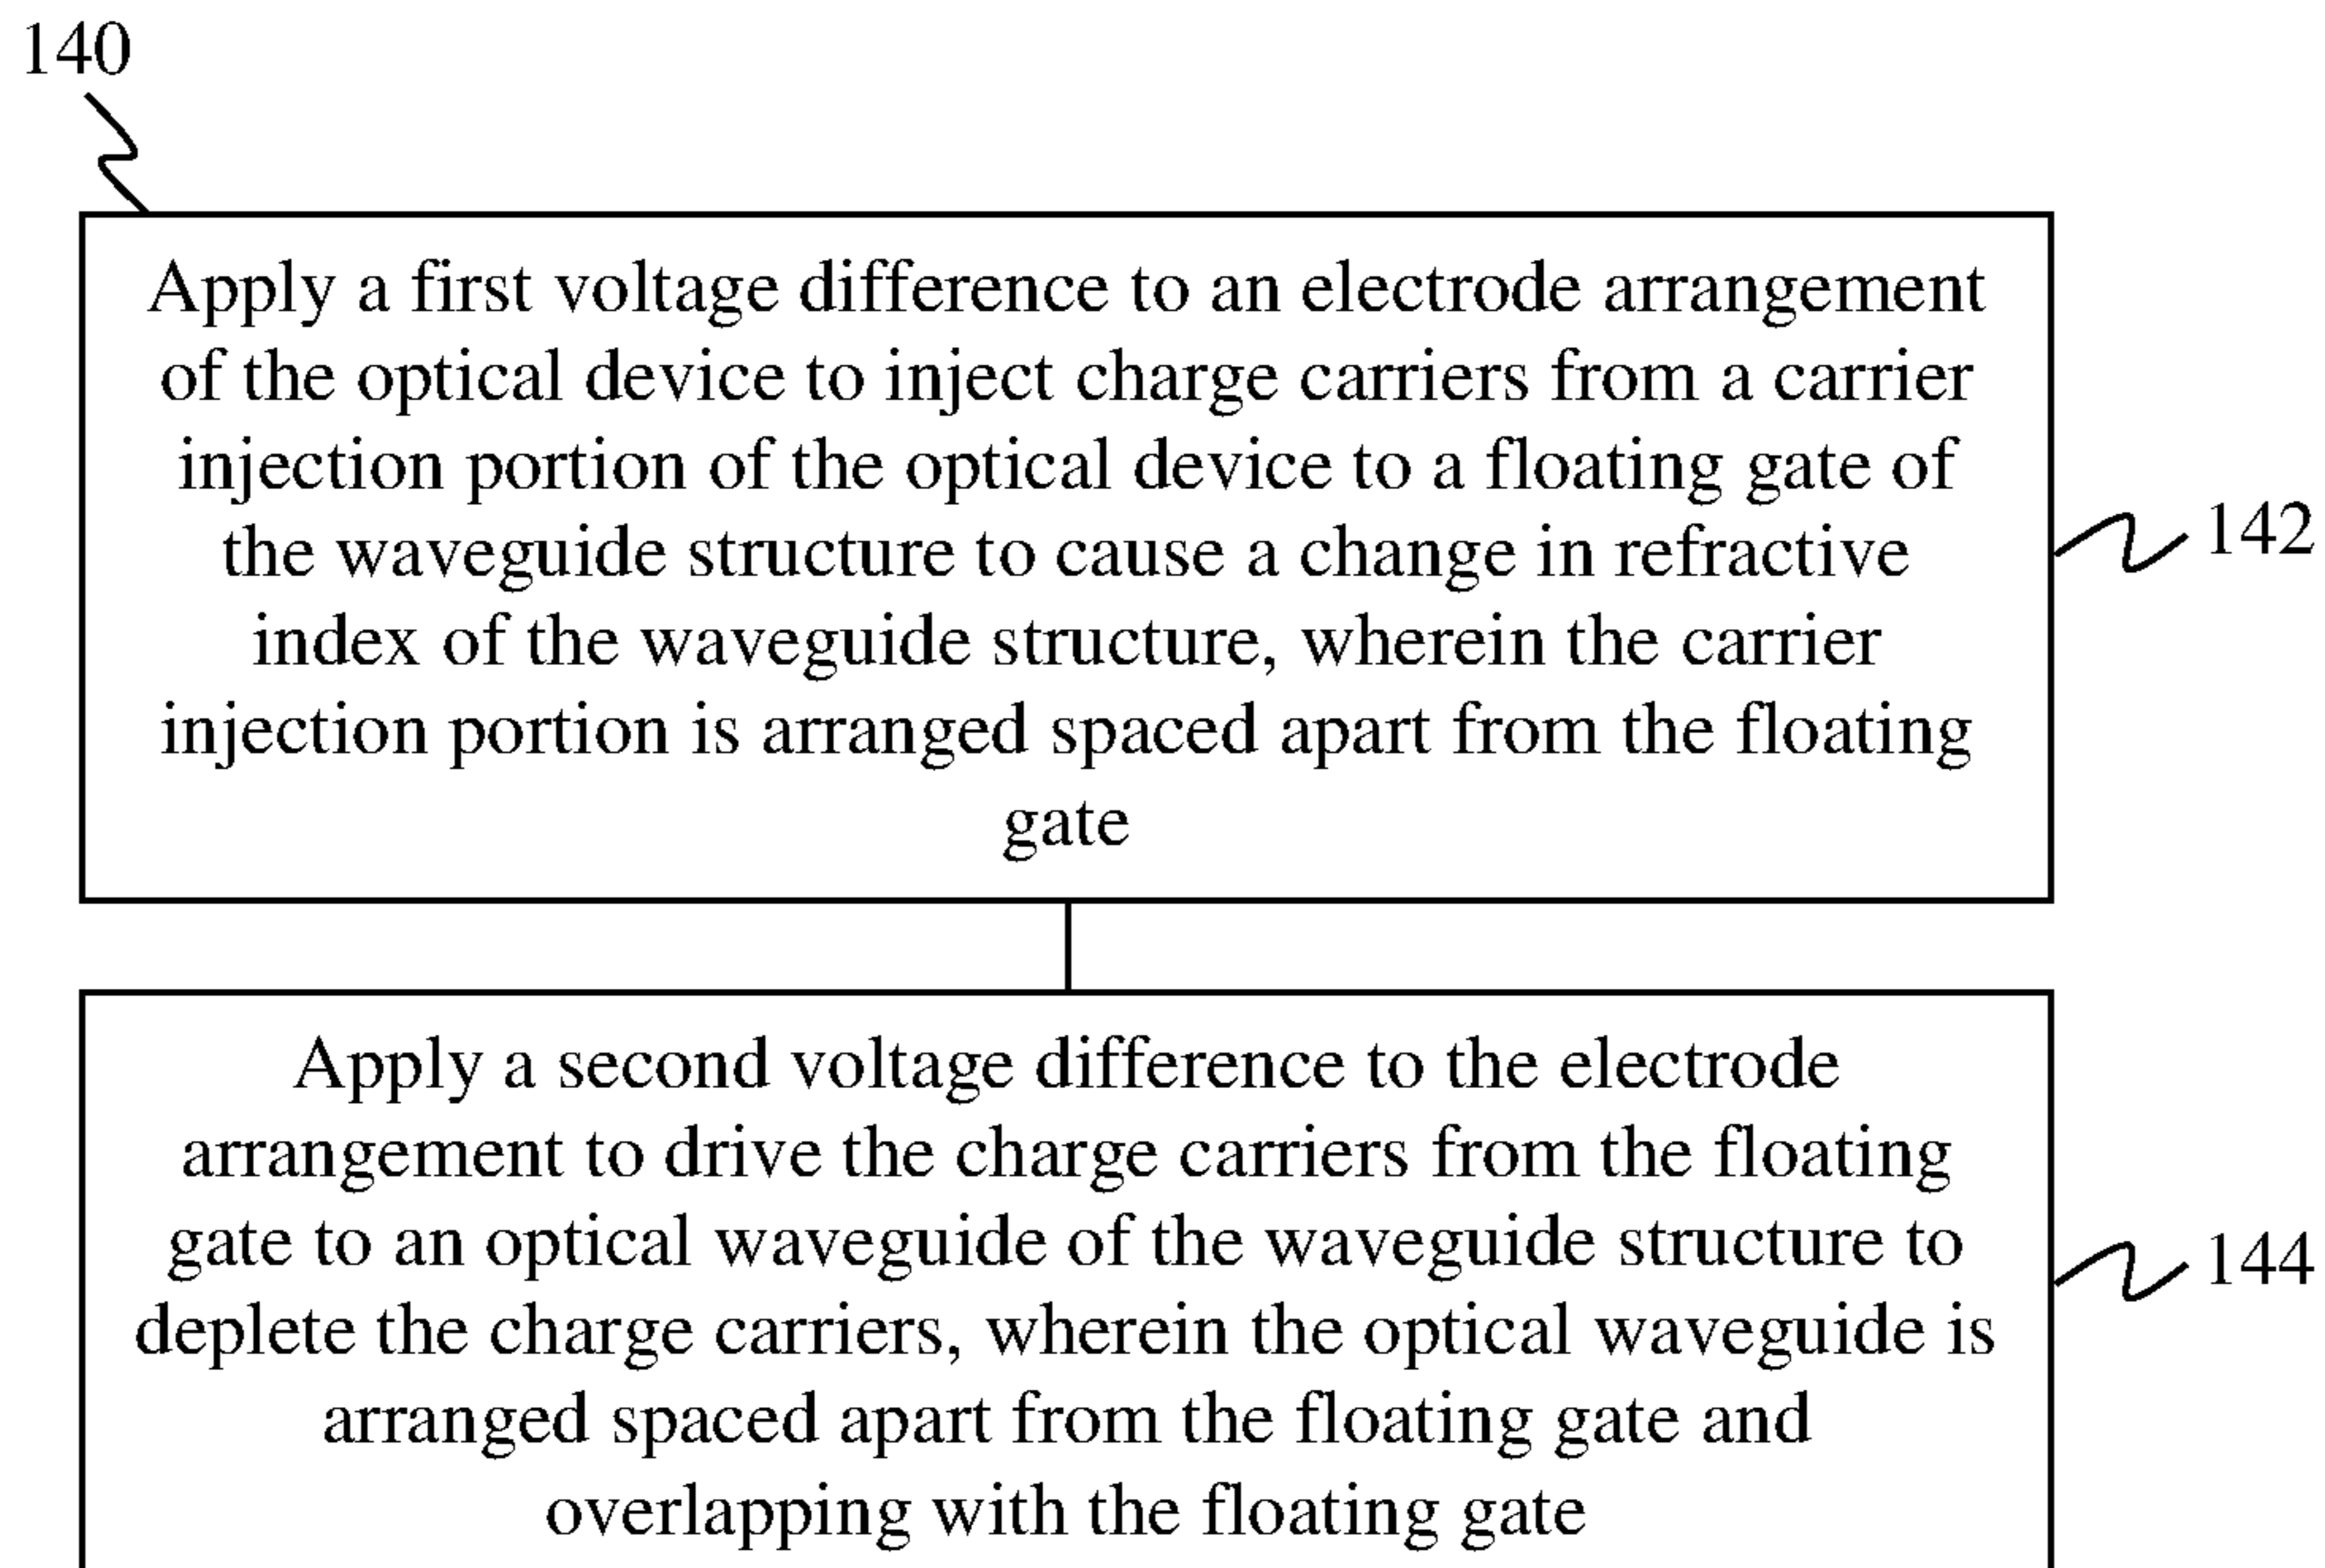 140
Apply a first voltage difference to an electrode arrangement
of the optical device to inject charge carriers from a carrier
injection portion of the optical device to a floating gate of
the waveguide structure to cause a change in refractive
index of the waveguide structure, wherein the carrier
injection portion is arranged spaced apart from the floating
gate
142
Apply a second voltage difference to the electrode
arrangement to drive the charge carriers from the floating
gate to an optical waveguide of the waveguide structure to
deplete the charge carriers, wherein the optical waveguide is
arranged spaced apart from the floating gate and
overlapping with the floating gate
144